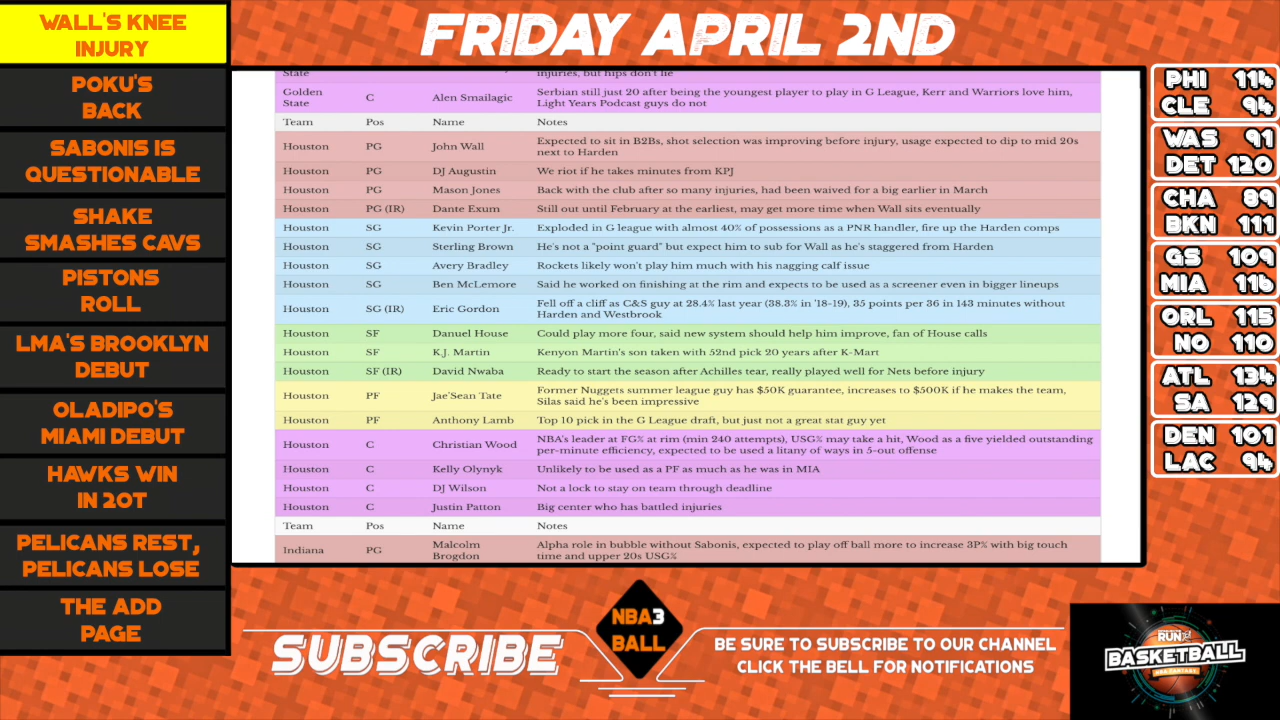 WALL'S KNEE
INJURY
POKU'S
BACK
SABONIS IS
QUESTIONABLE
SHAKE
SMASHES CAVS
PISTONS
ROLL
LMA'S BROOKLYN
DEBUT
OLADIPO'S
MIAMI DEBUT
HAWKS WIN
IN 2OT
PELICANS REST,
PELICANS LOSE
THE ADD
PAGE
FRIDAY APRIL 2ND
State injuries, but hips don't lie
Golden Serbian still just 20 after being the youngest player to play in G League, Kerr and Warriors love him,
State C Alen Smailagic Light Years Podcast guys do not
Team Pos Name Notes
Houston PG John Wall Expected to sit in B2Bs, shot selection was improving before injury, usage expected to dip to mid 20s
next to Harden
Houston PG DJ Augustin We riot if he takes minutes from KPJ
Houston PG Mason Jones Back with the club after so many injuries, had been waived for a big earlier in March
Houston PG (IR) Dante Exum Still out until February at the earliest, may get more time when Wall sits eventually
Houston SG Kevin Porter Jr. Exploded in G league with almost 40% of possessions as a PNR handler, fire up the Harden comps
Houston SG Sterling Brown He's not a "point guard" but expect him to sub for Wall as he's staggered from Harden
Houston SG Avery Bradley Rockets likely won't play him much with his nagging calf issue
Houston SG Ben McLemore Said he worked on finishing at the rim and expects to be used as a screener even in bigger lineups
Houston SG (IR) Eric Gordon Fell off a cliff as C&S guy at 28.4% last year (38.3% in '18-19), 35 points per 36 in 143 minutes without
Harden and Westbrook
Houston SF Danuel House Could play more four, said new system should help him improve, fan of House calls
Houston SF K.J. Martin Kenyon Martin's son taken with 52nd pick 20 years after K-Mart
Houston SF (IR) David Nwaba Ready to start the season after Achilles tear, really played well for Nets before injury
Houston PF Jae'Sean Tate Former Nuggets summer league guy has $50K guarantee, increases to $500K if he makes the team,
Silas said he's been impressive
Houston PF Anthony Lamb Top 10 pick in the G League draft, but just not a great stat guy yet
Houston C Christian Wood NBA's leader at FG% at rim (min 240 attempts), USG% may take a hit, Wood as a five yielded outstanding
per-minute efficiency, expected to be used a litany of ways in 5-out offense
Houston C Kelly Olynyk Unlikely to be used as a PF as much as he was in MIA
Houston C DJ Wilson Not a lock to stay on team through deadline
Houston C Justin Patton Big center who has battled injuries
Team Pos Name Notes
Indiana PG Malcolm Alpha role in bubble without Sabonis, expected to play off ball more to increase 3P% with big touch
Brogdon time and upper 20s USG%
PHI 114
CLE 94
WAS 91
DET 120
CHA 89
BKN 111
GS 109
MIA 116
ORL 115
NO 110
ATL 134
SA 129
DEN 101
LAC 94
SUBSCRIBE
NBA3
BALL
BE SURE TO SUBSCRIBE TO OUR CHANNEL
CLICK THE BELL FOR NOTIFICATIONS
RUN
BASKETBALL